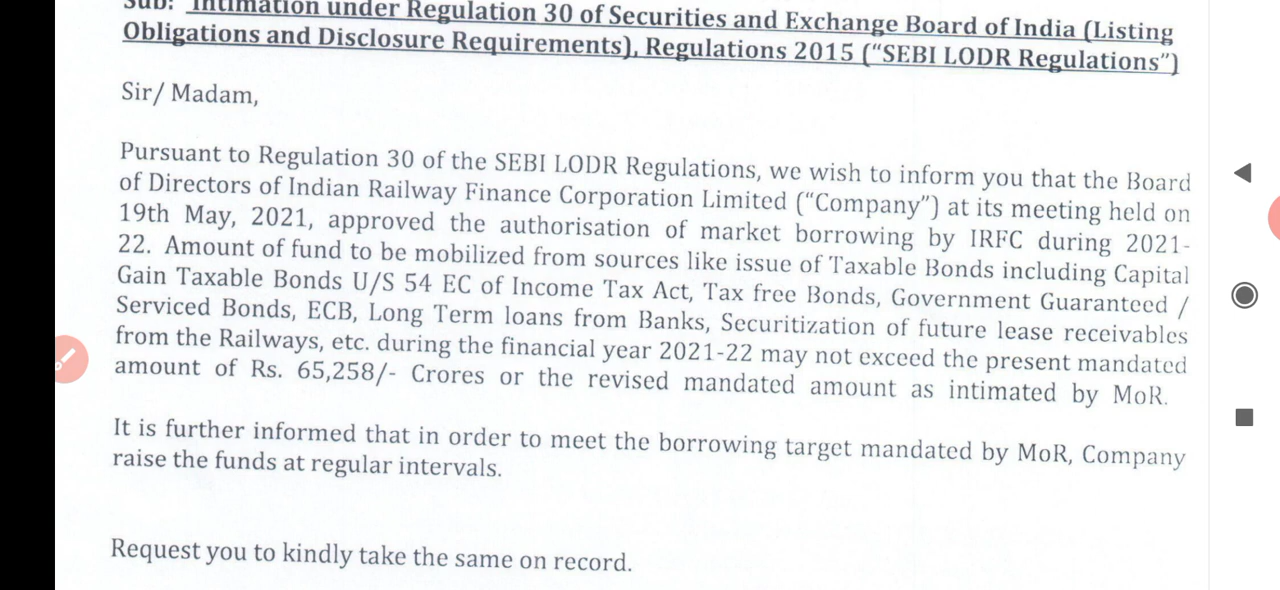 Sub: Intimation under Regulation 30 of Securities and Exchange Board of India (Listing
Obligations and Disclosure Requirements), Regulations 2015 (“SEBI LODR Regulations”)
Sir/ Madam,
Pursuant to Regulation 30 of the SEBI LODR Regulations, we wish to inform you that the Board
of Directors of Indian Railway Finance Corporation Limited (“Company”) at its meeting held on
19th May, 2021, approved the authorisation of market borrowing by IRFC during 2021-
22. Amount of fund to be mobilized from sources like issue of Taxable Bonds including Capital
Gain Taxable Bonds U/S 54 EC of Income Tax Act, Tax free Bonds, Government Guaranteed /
Serviced Bonds, ECB, Long Term loans from Banks, Securitization of future lease receivables
from the Railways, etc. during the financial year 2021-22 may not exceed the present mandated
amount of Rs. 65,258/- Crores or the revised mandated amount as intimated by MoR.
It is further informed that in order to meet the borrowing target mandated by MoR, Company
raise the funds at regular intervals.
Request you to kindly take the same on record.